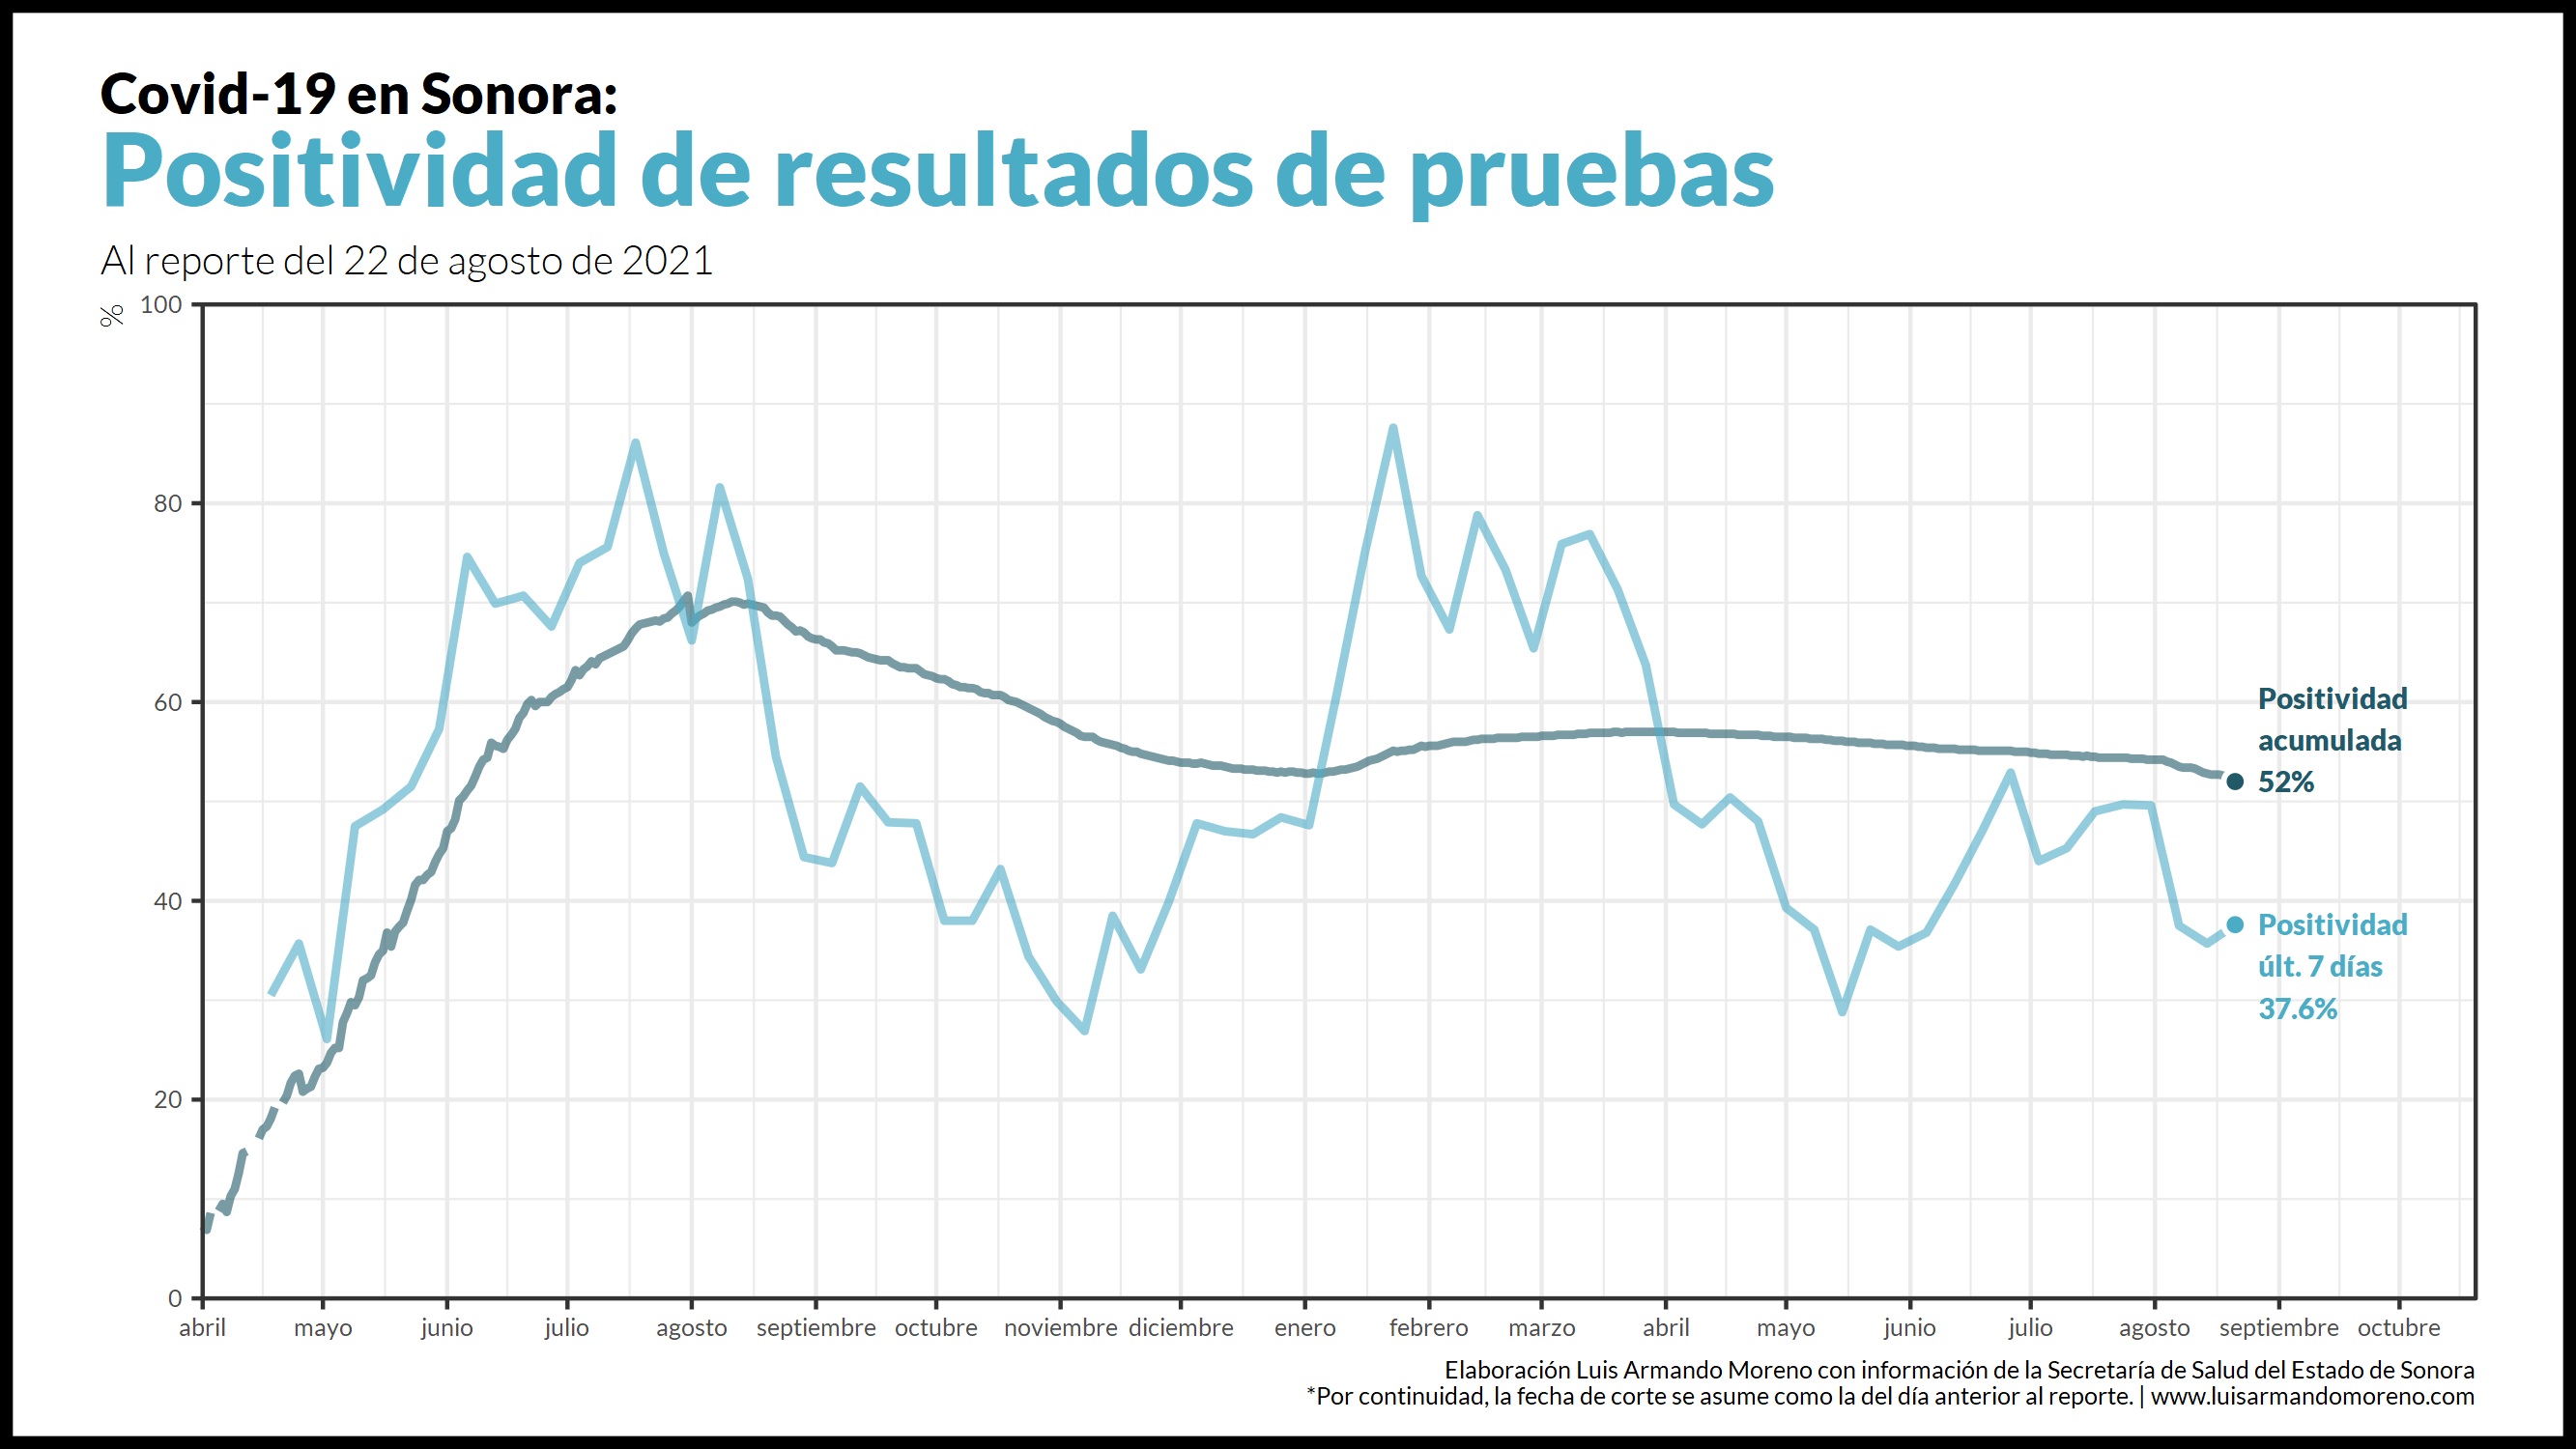 Covid-19 en Sonora:
Positividad de resultados de pruebas
Al reporte del 22 de agosto de 2021
%
100
80
60
40
20
0
Positividad
acumulada
52%
Positividad
últ. 7 días
37.6%
abril mayo junio julio agosto septiembre octubre noviembre diciembre enero febrero marzo abril mayo junio julio agosto septiembre octubre
Elaboración Luis Armando Moreno con información de la Secretaría de Salud del Estado de Sonora
*Por continuidad, la fecha de corte se asume como la del día anterior al reporte. | www.luisarmandomoreno.com